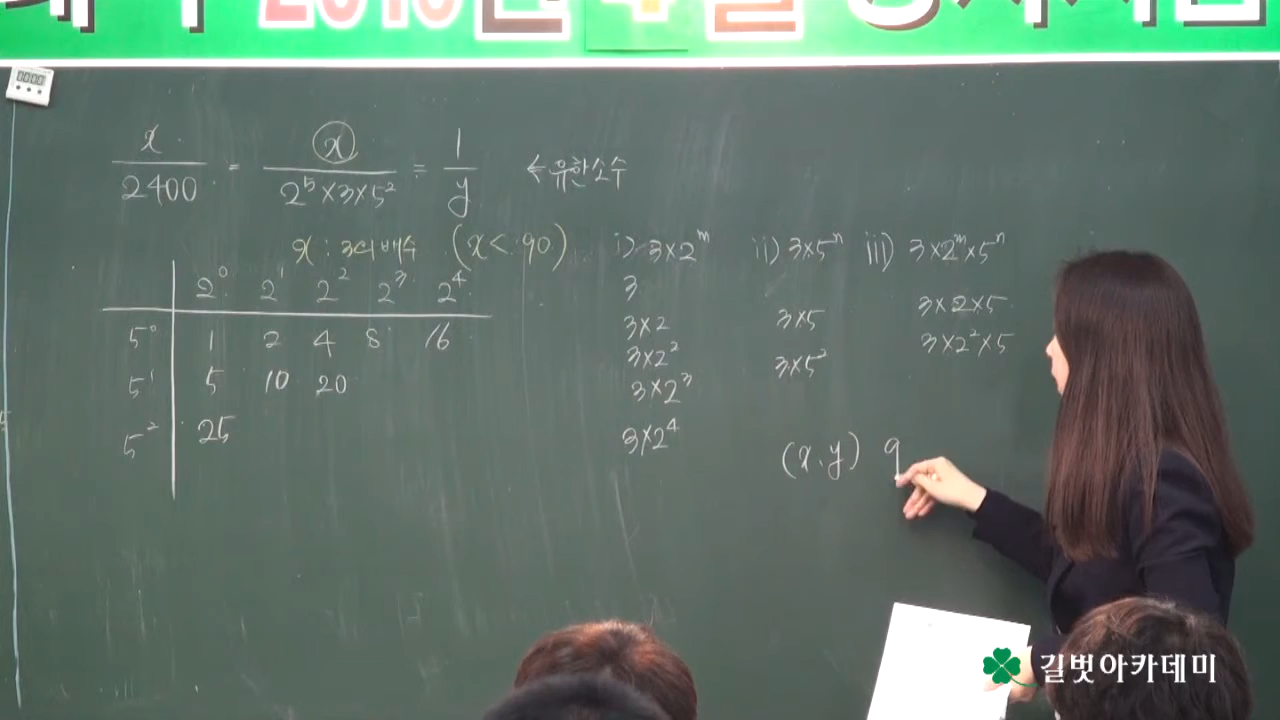 2400 = 2⁵×3×5² = 1/y ← 유한소수
x : 3의 배수 (x < 90)
2⁰ 2¹ 2² 2³ 2⁴
5⁰ 1 2 4 8 16
5¹ 5 10 20
5² 25
i) 3×2ᵐ
3
3×2
3×2²
3×2³
3×2⁴
ii) 3×5ⁿ
3×5
3×5²
iii) 3×2ᵐ×5ⁿ
3×2×5
3×2²×5
(x, y) 9
길벗아카데미